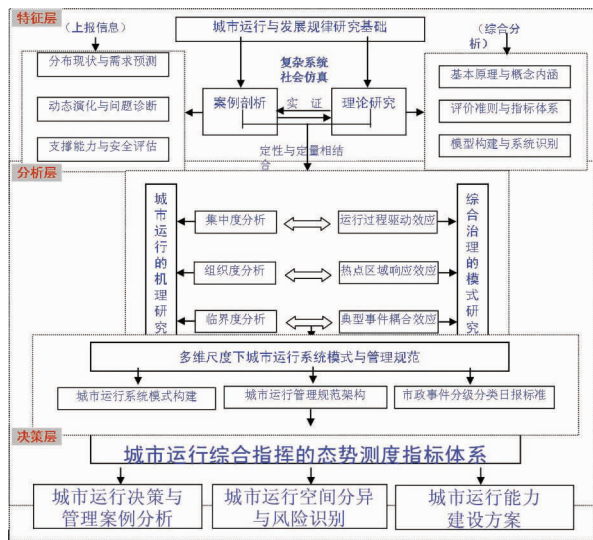 特征层
（上报信息）
城市运行与发展规律研究基础
（综合分
析）
分布现状与需求预测
动态演化与问题诊断
支撑能力与安全评估
复杂系统
社会仿真
案例剖析
实 证
理论研究
定性与定量相结
合
基本原理与概念内涵
评价准则与指标体系
模型构建与系统识别
分析层
城市运行的机理研究
集中度分析
运行过程驱动效应
组织度分析
热点区域响应效应
临界度分析
典型事件耦合效应
综合治理的模式研究
多维尺度下城市运行系统模式与管理规范
城市运行系统模式构建
城市运行管理规范架构
市政事件分级分类日报标准
决策层
城市运行综合指挥的态势测度指标体系
城市运行决策与
管理案例分析
城市运行空间分异
与风险识别
城市运行能力
建设方案